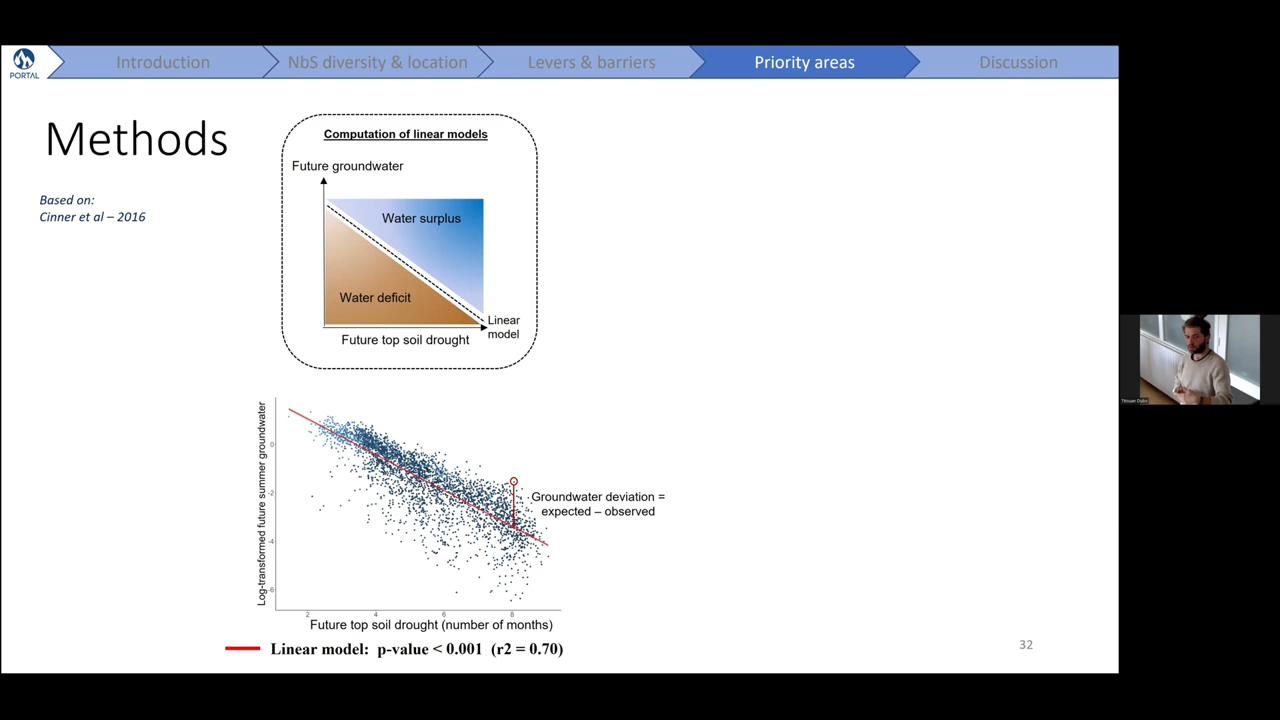 PORTAL
Introduction
NbS diversity & location
Levers & barriers
Priority areas
Discussion
Methods
Based on:
Cinner et al – 2016
Computation of linear models
Future groundwater
Water surplus
Water deficit
Linear
model
Future top soil drought
Log-transformed future summer groundwater
0
-2
-4
-6
Groundwater deviation =
expected – observed
2
4
6
8
Future top soil drought (number of months)
Linear model: p-value < 0.001 (r2 = 0.70)
32